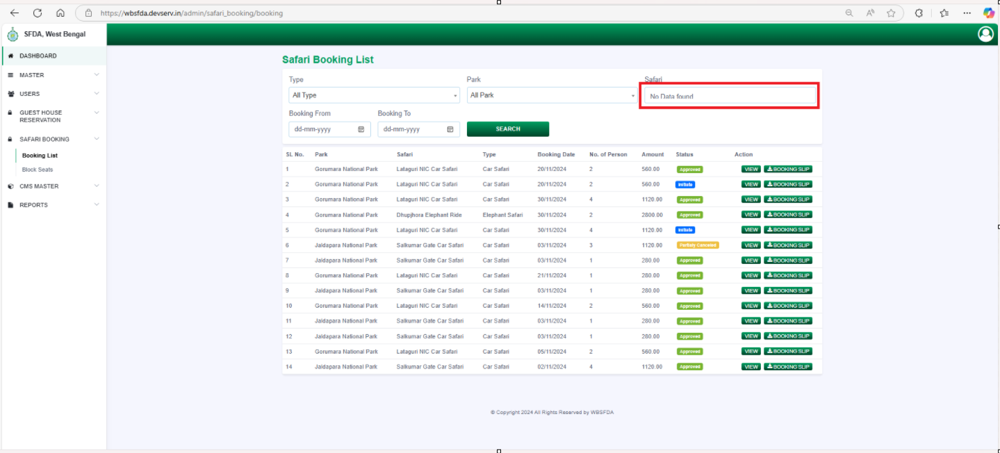 https://wbsfda.devserv.in/admin/safari_booking/booking
SFDA, West Bengal
DASHBOARD
MASTER
USERS
GUEST HOUSE
RESERVATION
SAFARI BOOKING
Booking List
Block Seats
CMS MASTER
REPORTS
Safari Booking List
Type Park Safari
All Type All Park No Data found
Booking From Booking To
dd-mm-yyyy dd-mm-yyyy SEARCH
SL No. Park Safari Type Booking Date No. of Person Amount Status Action
1 Gorumara National Park Lataguri NIC Car Safari Car Safari 20/11/2024 2 560.00 Approved VIEW BOOKING SLIP
2 Gorumara National Park Lataguri NIC Car Safari Car Safari 20/11/2024 2 560.00 Initiate VIEW BOOKING SLIP
3 Gorumara National Park Lataguri NIC Car Safari Car Safari 30/11/2024 4 1120.00 Approved VIEW BOOKING SLIP
4 Gorumara National Park Dhupjhora Elephant Ride Elephant Safari 30/11/2024 2 2800.00 Approved VIEW BOOKING SLIP
5 Gorumara National Park Lataguri NIC Car Safari Car Safari 30/11/2024 4 1120.00 Initiate VIEW BOOKING SLIP
6 Jaldapara National Park Salkumar Gate Car Safari Car Safari 03/11/2024 3 1120.00 Partialy Canceled VIEW BOOKING SLIP
7 Jaldapara National Park Salkumar Gate Car Safari Car Safari 03/11/2024 1 280.00 Approved VIEW BOOKING SLIP
8 Gorumara National Park Lataguri NIC Car Safari Car Safari 21/11/2024 1 280.00 Approved VIEW BOOKING SLIP
9 Jaldapara National Park Salkumar Gate Car Safari Car Safari 03/11/2024 1 280.00 Approved VIEW BOOKING SLIP
10 Gorumara National Park Lataguri NIC Car Safari Car Safari 14/11/2024 2 560.00 Approved VIEW BOOKING SLIP
11 Jaldapara National Park Salkumar Gate Car Safari Car Safari 03/11/2024 1 280.00 Approved VIEW BOOKING SLIP
12 Jaldapara National Park Salkumar Gate Car Safari Car Safari 03/11/2024 1 280.00 Approved VIEW BOOKING SLIP
13 Gorumara National Park Lataguri NIC Car Safari Car Safari 05/11/2024 2 560.00 Approved VIEW BOOKING SLIP
14 Jaldapara National Park Salkumar Gate Car Safari Car Safari 02/11/2024 4 1120.00 Approved VIEW BOOKING SLIP
© Copyright 2024 All Rights Reserved by WBSFDA